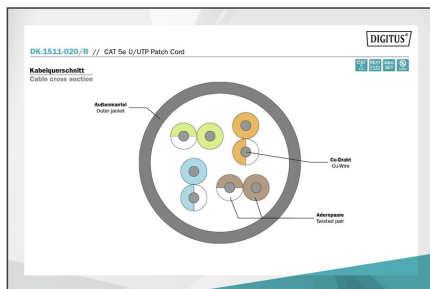 DIGITUS®
DK-1511-020/R // CAT 5e U/UTP Patch Cord
Kabelquerschnitt
Cable cross section
Außenmantel
Outer jacket
Cu-Draht
Cu-Wire
Adernpaare
Twisted pair